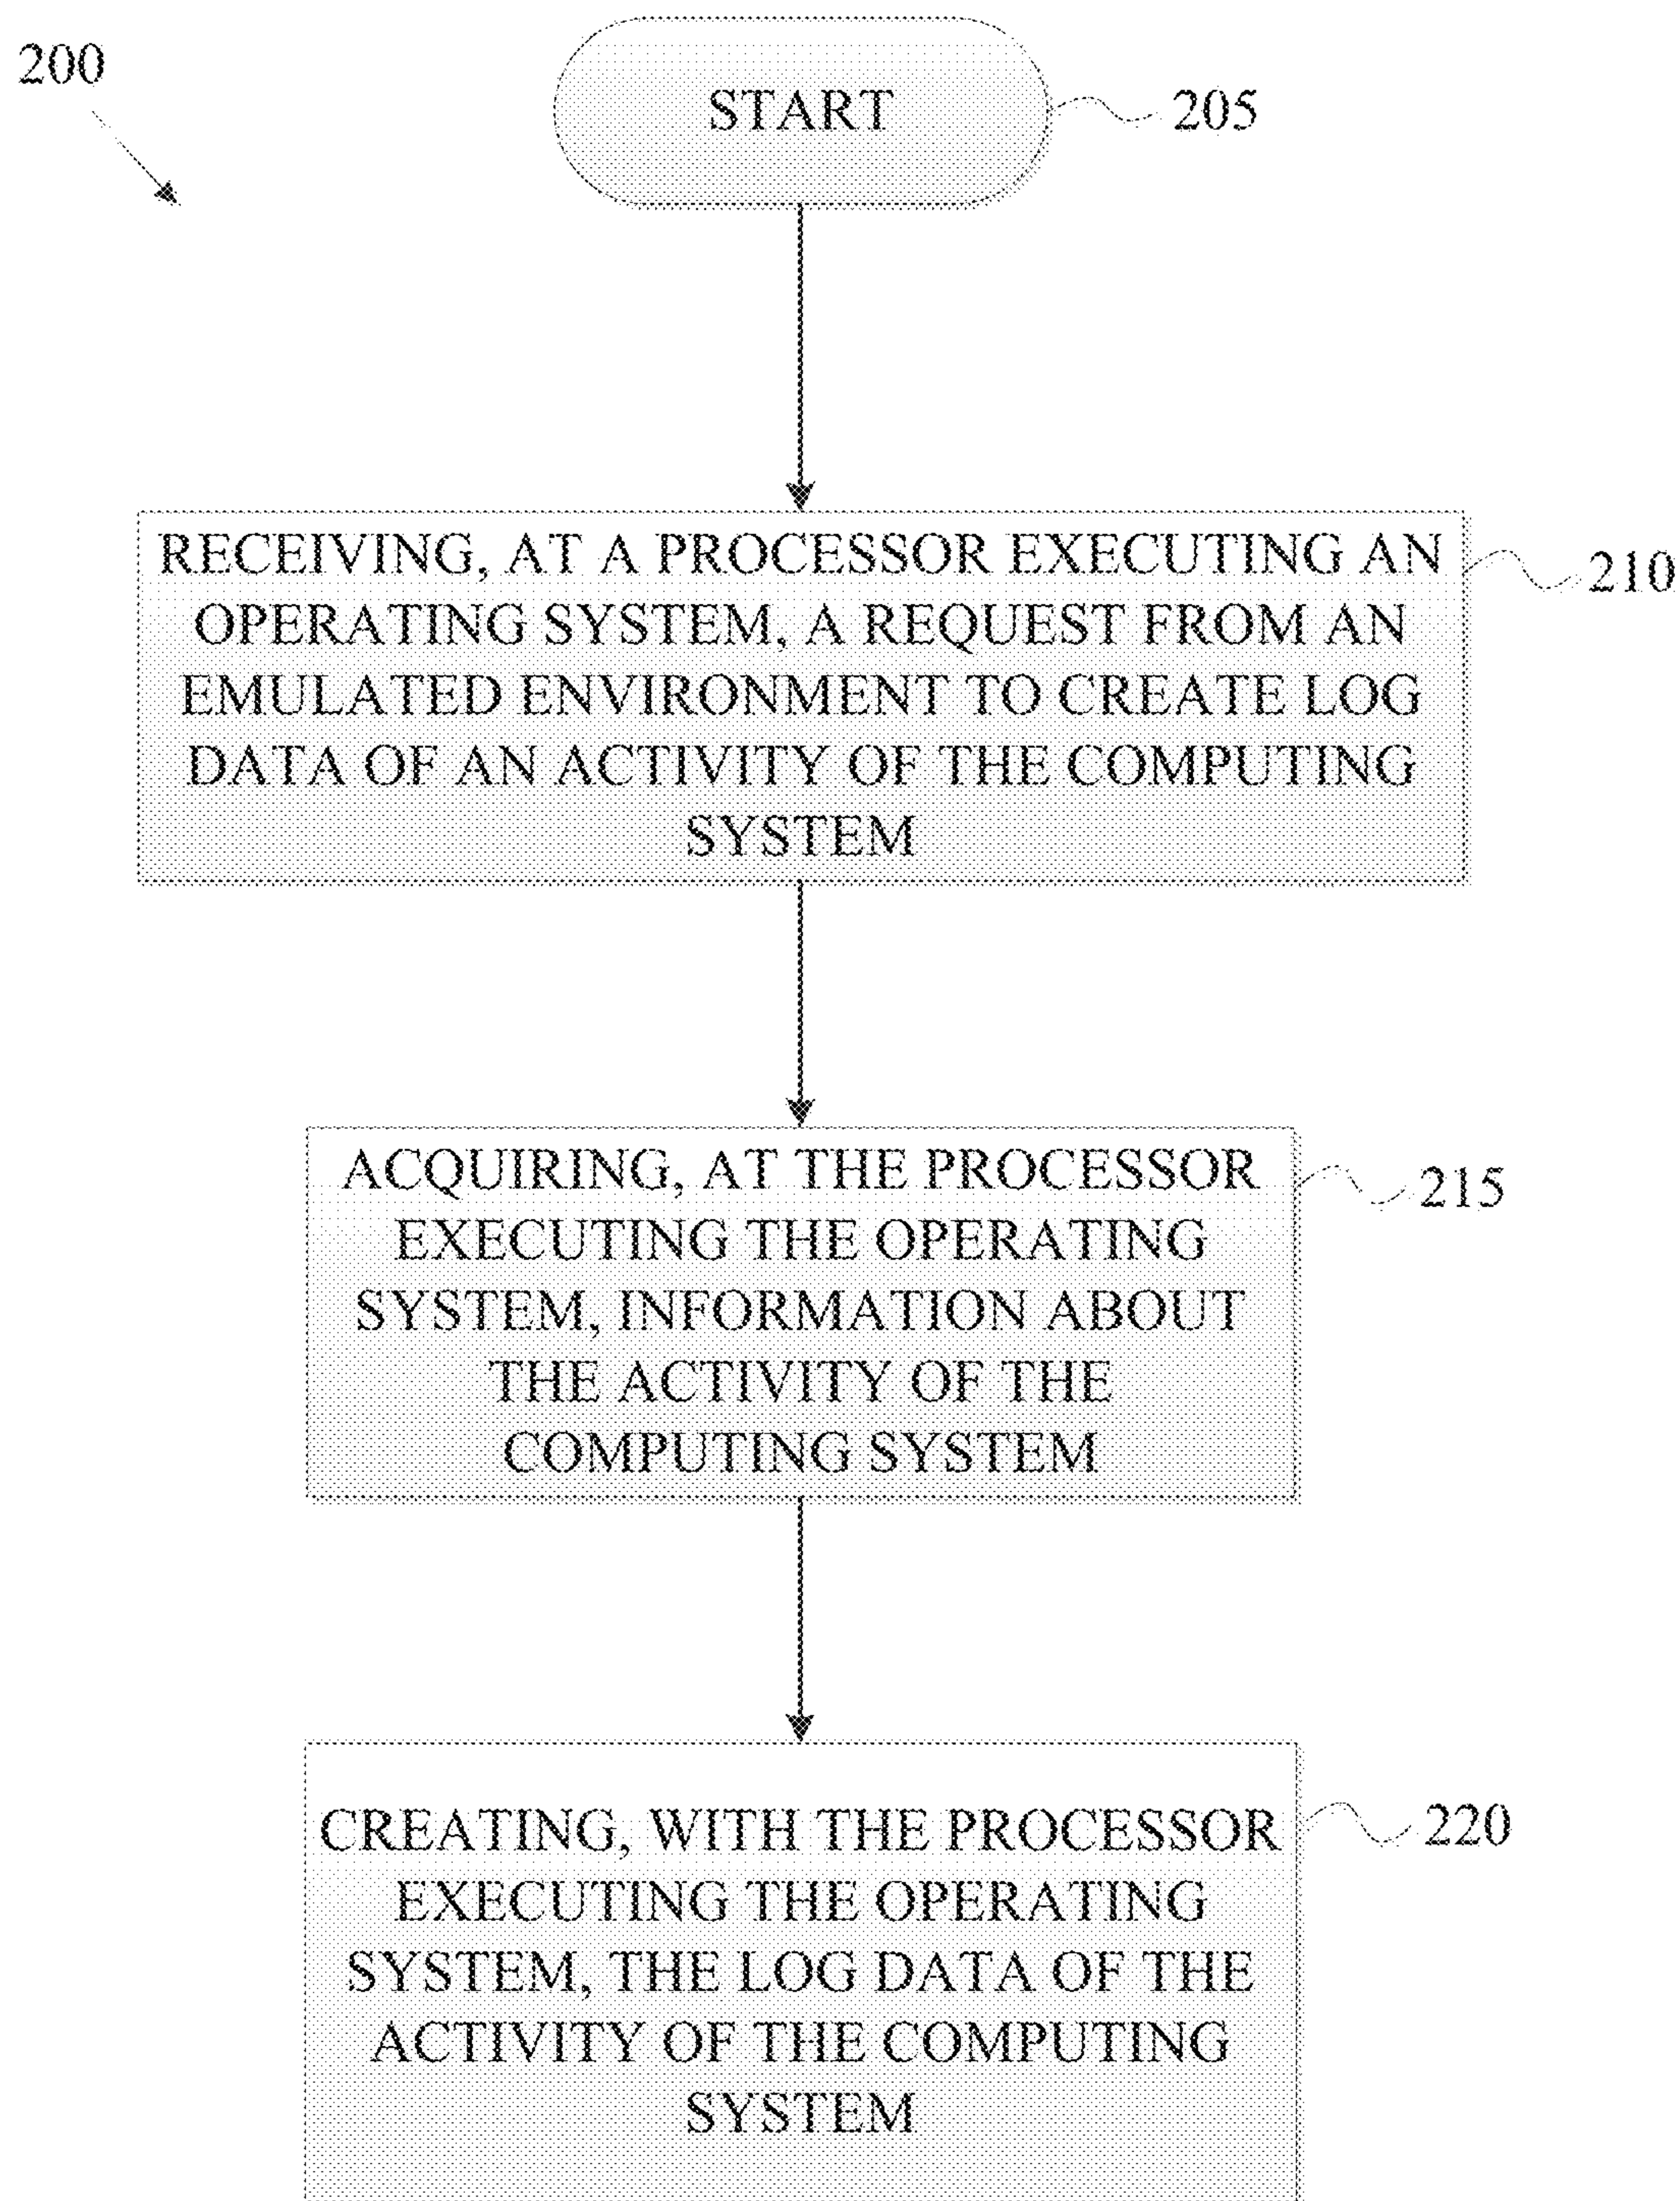 200
START
205
RECEIVING, AT A PROCESSOR EXECUTING AN
OPERATING SYSTEM, A REQUEST FROM AN
EMULATED ENVIRONMENT TO CREATE LOG
DATA OF AN ACTIVITY OF THE COMPUTING
SYSTEM
210
ACQUIRING, AT THE PROCESSOR
EXECUTING THE OPERATING
SYSTEM, INFORMATION ABOUT
THE ACTIVITY OF THE
COMPUTING SYSTEM
215
CREATING, WITH THE PROCESSOR
EXECUTING THE OPERATING
SYSTEM, THE LOG DATA OF THE
ACTIVITY OF THE COMPUTING
SYSTEM
220